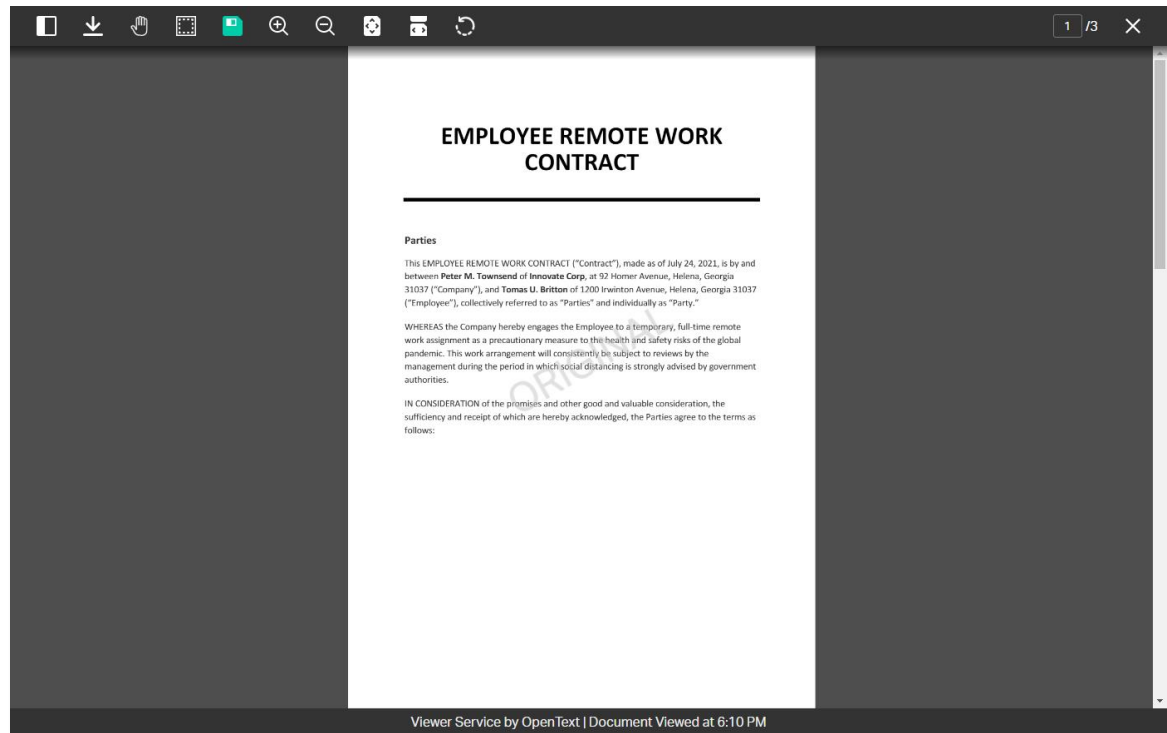 1 /3
EMPLOYEE REMOTE WORK
CONTRACT
Parties
This EMPLOYEE REMOTE WORK CONTRACT (“Contract”), made as of July 24, 2021, is by and
between Peter M. Townsend of Innovate Corp, at 92 Homer Avenue, Helena, Georgia
31037 (“Company”), and Tomas U. Britton of 1200 Irwinton Avenue, Helena, Georgia 31037
(“Employee”), collectively referred to as “Parties” and individually as “Party.”
WHEREAS the Company hereby engages the Employee to a temporary, full-time remote
work assignment as a precautionary measure to the health and safety risks of the global
pandemic. This work arrangement will consistently be subject to reviews by the
management during the period in which social distancing is strongly advised by government
authorities.
IN CONSIDERATION of the promises and other good and valuable consideration, the
sufficiency and receipt of which are hereby acknowledged, the Parties agree to the terms as
follows:
ORIGINAL
Viewer Service by OpenText | Document Viewed at 6:10 PM